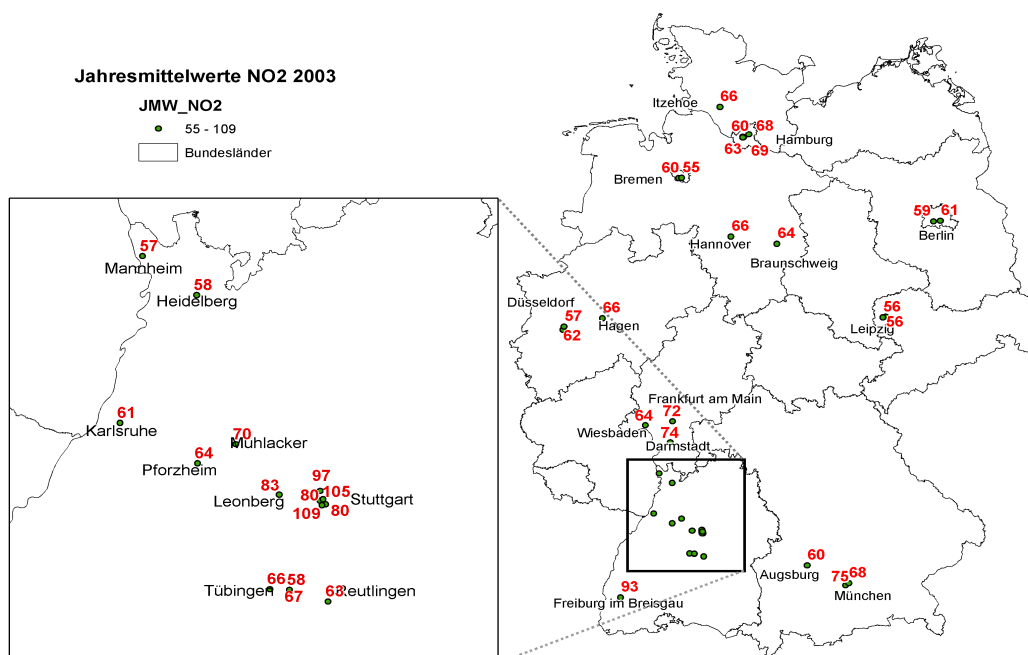 Jahresmittelwerte NO2 2003
JMW_NO2
55 - 109
Bundesländer
57
Mannheim
58
Heidelberg
61
Karlsruhe
70
Mühlacker
64
Pforzheim
83
Leonberg
97
80 105
109 80
Stuttgart
Tübingen
66 58
67
63
Reutlingen
Itzehoe
66
60 68
63 69
Hamburg
Bremen
60 55
59 61
Berlin
66
Hannover
64
Braunschweig
Düsseldorf
57
62
66
Hagen
56
Leipzig
56
Frankfurt am Main
64
72
Wiesbaden
74
Darmstadt
60
Augsburg
75 68
München
93
Freiburg im Breisgau